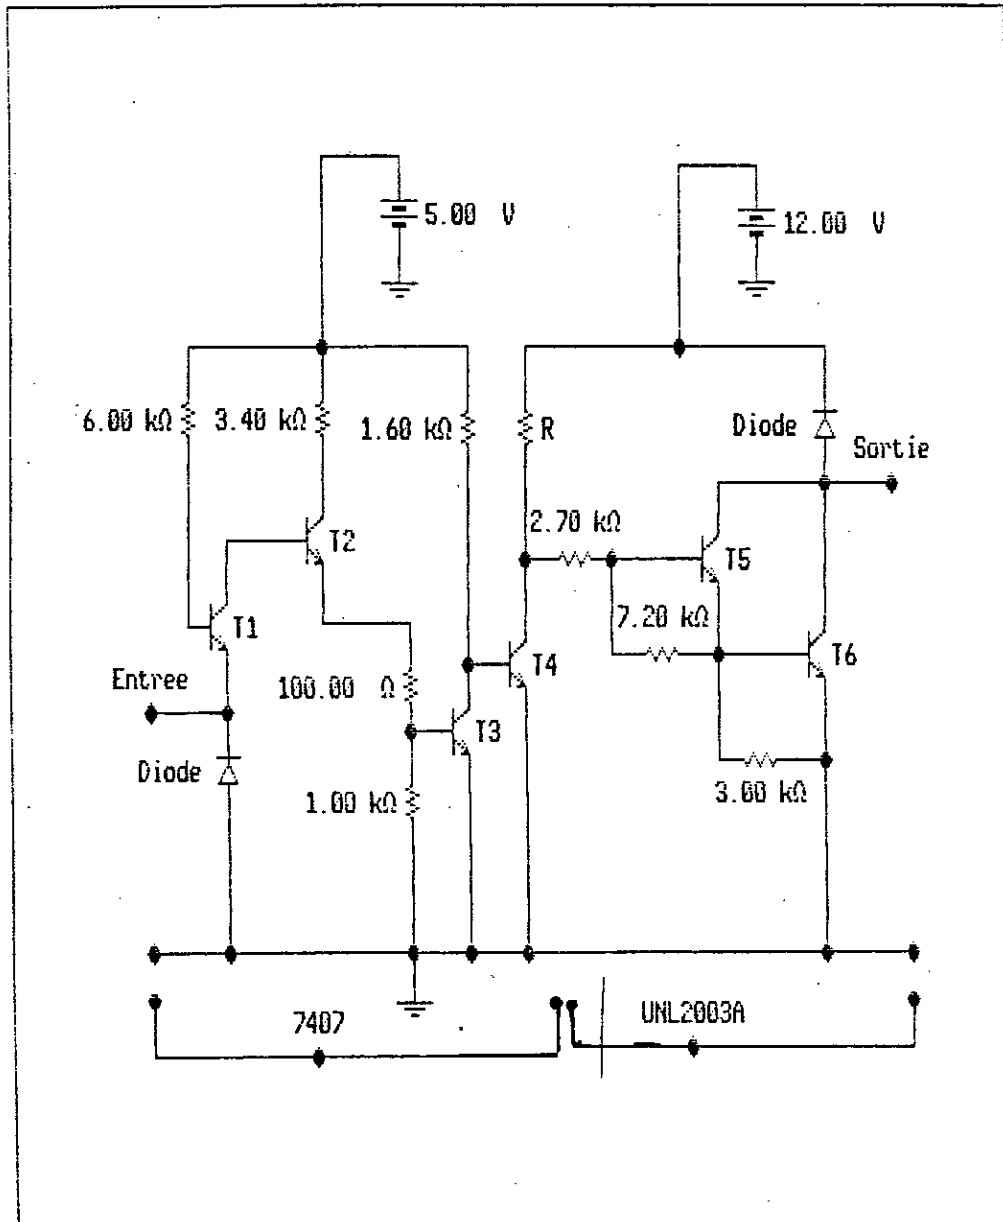 5.00 V
12.00 V
6.00 kΩ
3.40 kΩ
1.60 kΩ
R
Diode
Sortie
2.70 kΩ
T2
T5
7.20 kΩ
T1
T4
T6
Entree
100.00 Ω
T3
Diode
1.00 kΩ
3.00 kΩ
7407
UNL2003A